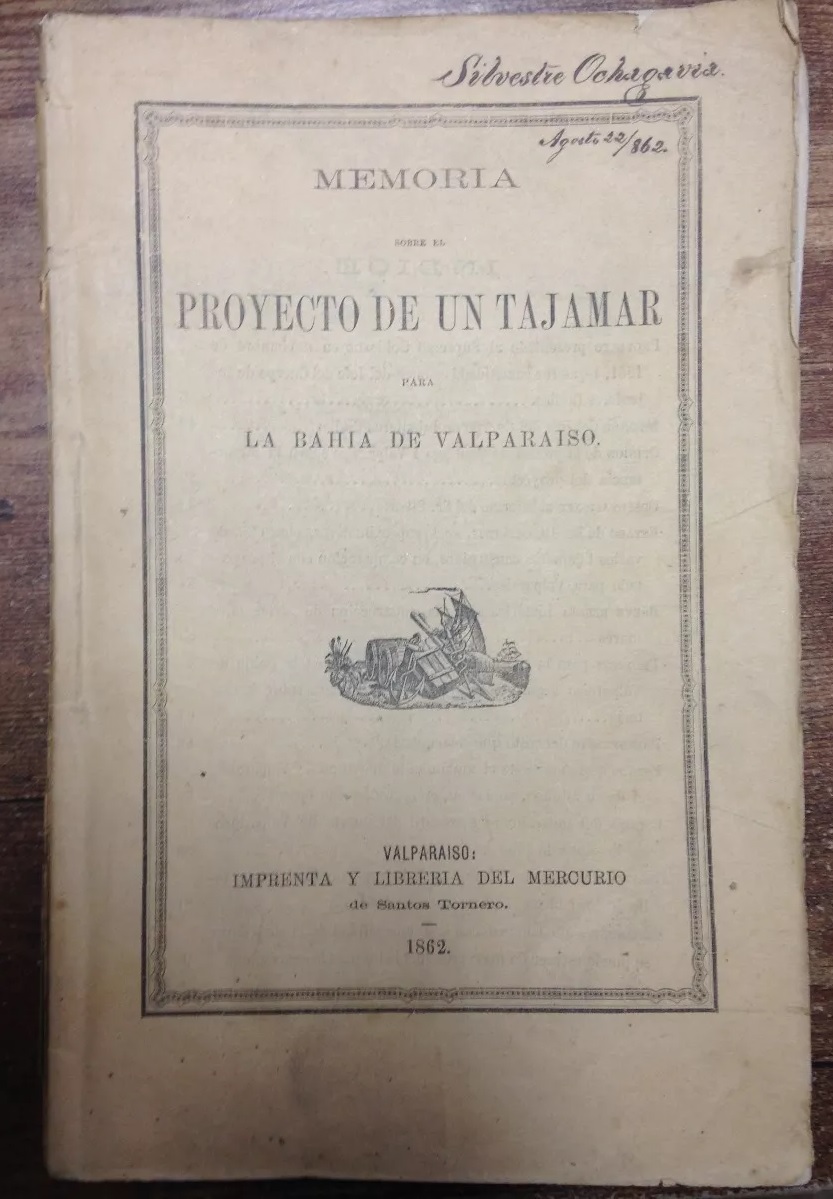 Silvestre Ochagavia.
Agosto 22/862.
MEMORIA
SOBRE EL
PROYECTO DE UN TAJAMAR
PARA
LA BAHIA DE VALPARAISO.
VALPARAISO:
IMPRENTA Y LIBRERIA DEL MERCURIO
de Santos Tornero.
1862.